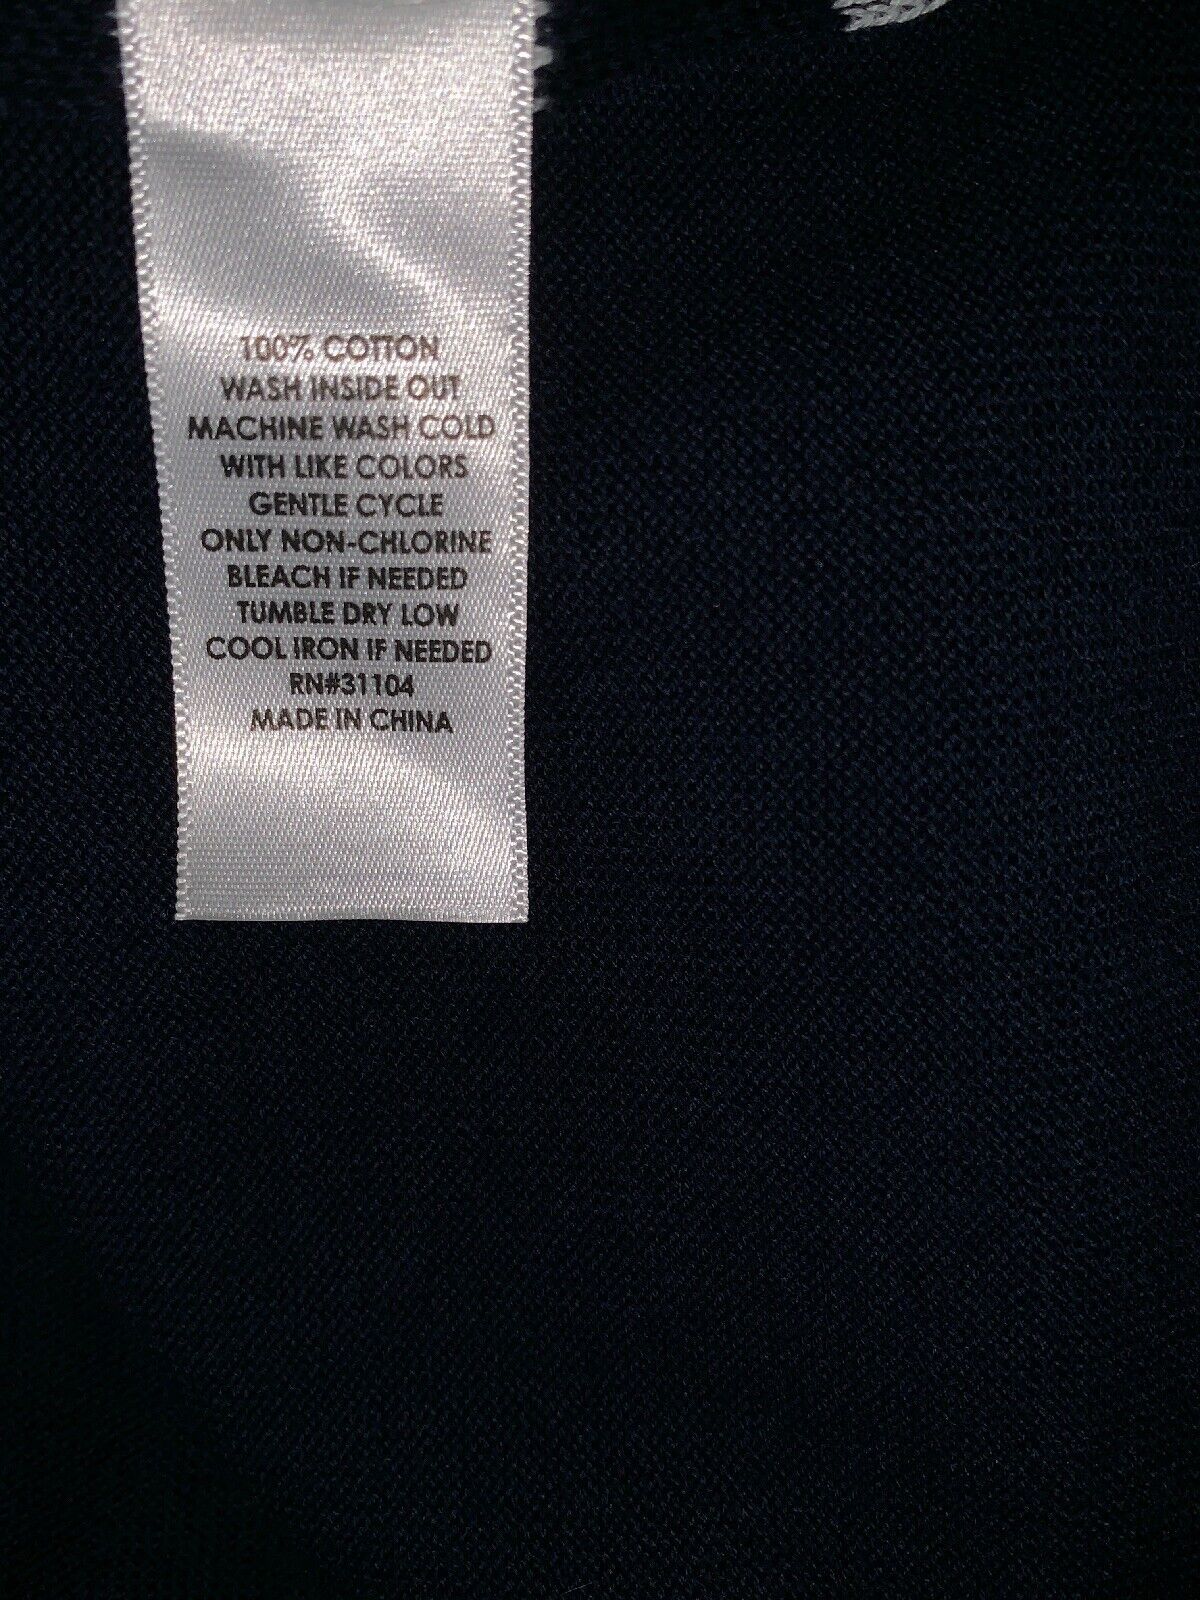 100% COTTON
WASH INSIDE OUT
MACHINE WASH COLD
WITH LIKE COLORS
GENTLE CYCLE
ONLY NON-CHLORINE
BLEACH IF NEEDED
TUMBLE DRY LOW
COOL IRON IF NEEDED
RN#31104
MADE IN CHINA